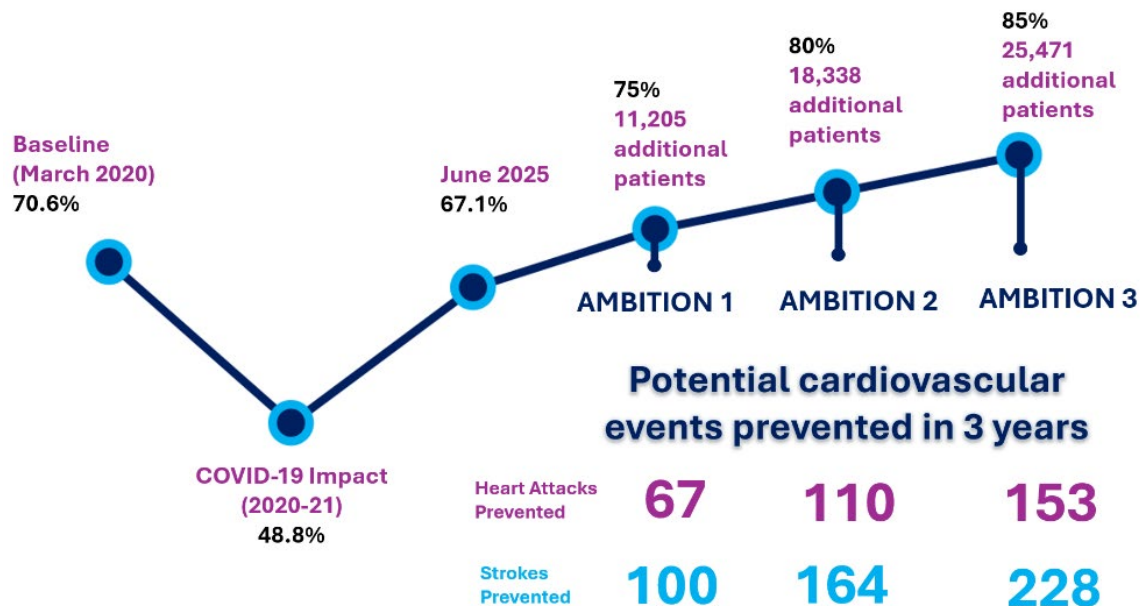 Baseline
(March 2020)
70.6%
COVID-19 Impact
(2020-21)
48.8%
June 2025
67.1%
75%
11,205
additional
patients
AMBITION 1
80%
18,338
additional
patients
AMBITION 2
85%
25,471
additional
patients
AMBITION 3
Potential cardiovascular
events prevented in 3 years
Heart Attacks
Prevented
67 110 153
Strokes
Prevented
100 164 228